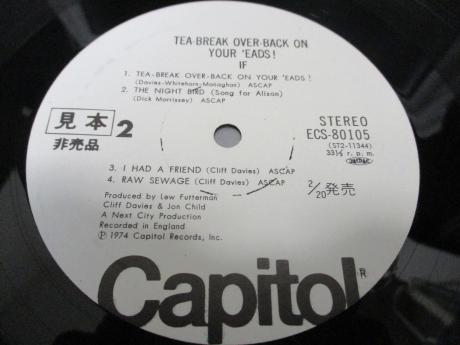 TEA-BREAK OVER-BACK ON
YOUR 'EADS!
IF
1. TEA-BREAK OVER-BACK ON YOUR 'EADS!
(Davies-Whitehorn-Monaghan) ASCAP
2. THE NIGHT BIRD (Song for Alison)
(Dick Morrissey) ASCAP
見本 2
非売品
STEREO
ECS-80105
(ST2-11344)
33⅓ r.p.m.
JASRAC
3. I HAD A FRIEND (Cliff Davies) ASCAP
4. RAW SEWAGE (Cliff Davies) ASCAP
2/20発売
Produced by Lew Futterman
Cliff Davies & Jon Child
A Next City Production
Recorded in England
Ⓟ 1974 Capitol Records, Inc.
Capitol®